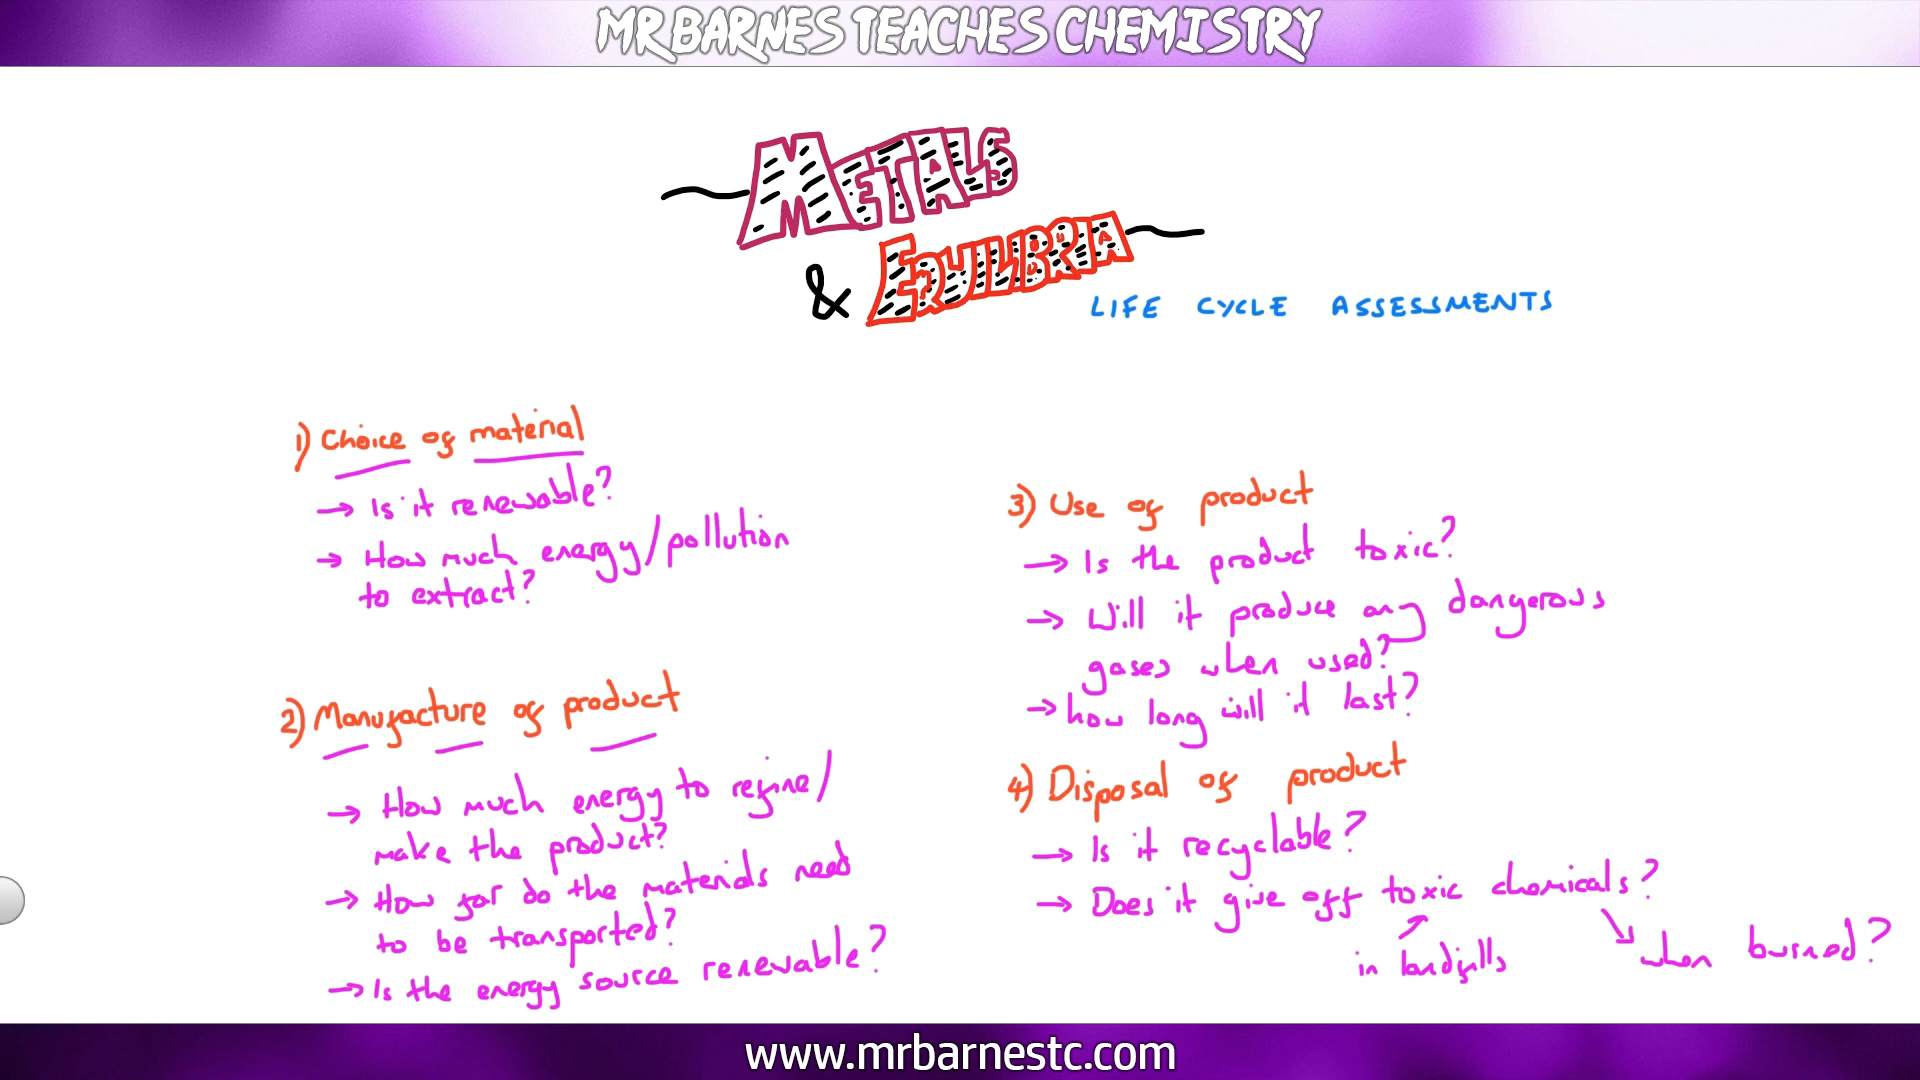 MR BARNES TEACHES CHEMISTRY
METALS
& EQUILIBRIA
LIFE CYCLE ASSESSMENTS
1) Choice of material
→ Is it renewable?
→ How much energy/pollution
to extract?
2) Manufacture of product
→ How much energy to refine/
make the product?
→ How far do the materials need
to be transported?
→ Is the energy source renewable?
3) Use of product
→ Is the product toxic?
→ Will it produce any dangerous
gases when used?
→ how long will it last?
4) Disposal of product
→ Is it recyclable?
→ Does it give off toxic chemicals?
in landfills
when burned?
www.mrbarnestc.com